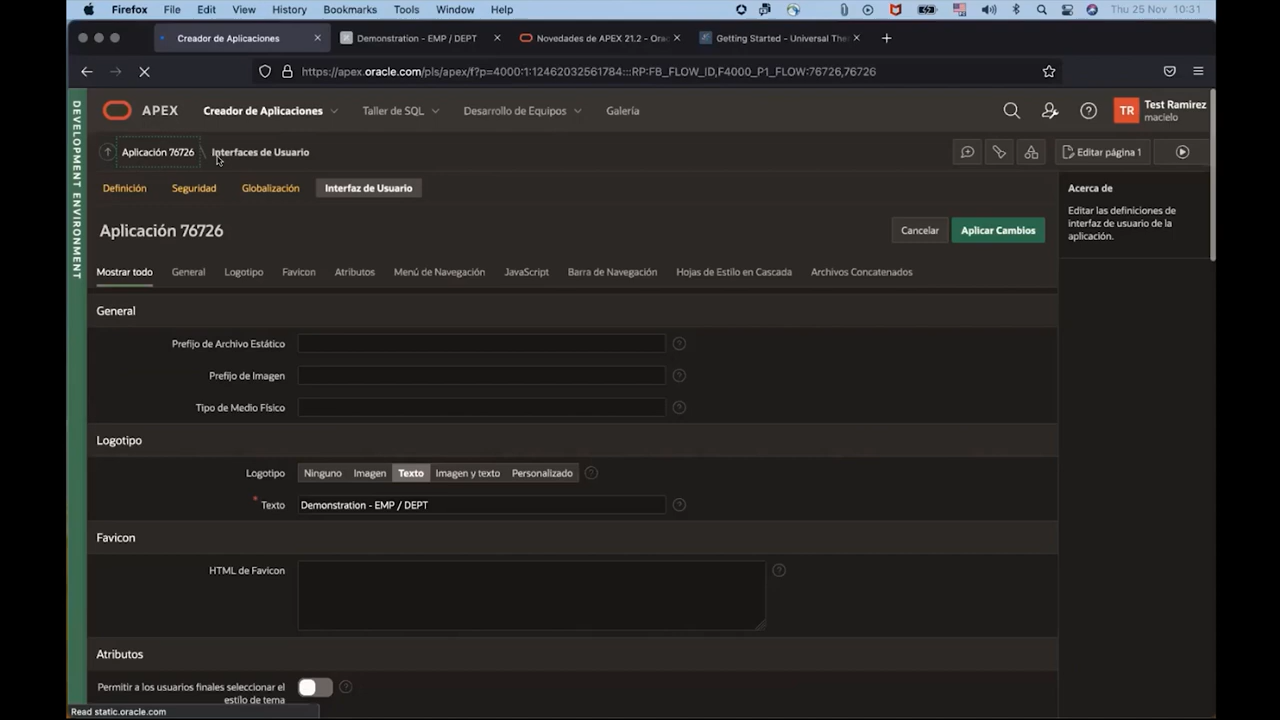 Firefox File Edit View History Bookmarks Tools Window Help Thu 25 Nov 10:31
Creador de Aplicaciones Demonstration - EMP / DEPT Novedades de APEX 21.2 - Ora Getting Started - Universal The
https://apex.oracle.com/pls/apex/f?p=4000:1:12462032561784:::RP:FB_FLOW_ID,F4000_P1_FLOW:76726,76726
DEVELOPMENT ENVIRONMENT
APEX Creador de Aplicaciones Taller de SQL Desarrollo de Equipos Galería TR Test Ramirez
macielo
Aplicación 76726 \ Interfaces de Usuario Editar página 1
Definición Seguridad Globalización Interfaz de Usuario
Aplicación 76726 Cancelar Aplicar Cambios
Mostrar todo General Logotipo Favicon Atributos Menú de Navegación JavaScript Barra de Navegación Hojas de Estilo en Cascada Archivos Concatenados
General
Prefijo de Archivo Estático
Prefijo de Imagen
Tipo de Medio Físico
Logotipo
Logotipo Ninguno Imagen Texto Imagen y texto Personalizado
* Texto Demonstration - EMP / DEPT
Favicon
HTML de Favicon
Atributos
Permitir a los usuarios finales seleccionar el
estilo de tema
Acerca de
Editar las definiciones de
interfaz de usuario de la
aplicación.
Read static.oracle.com